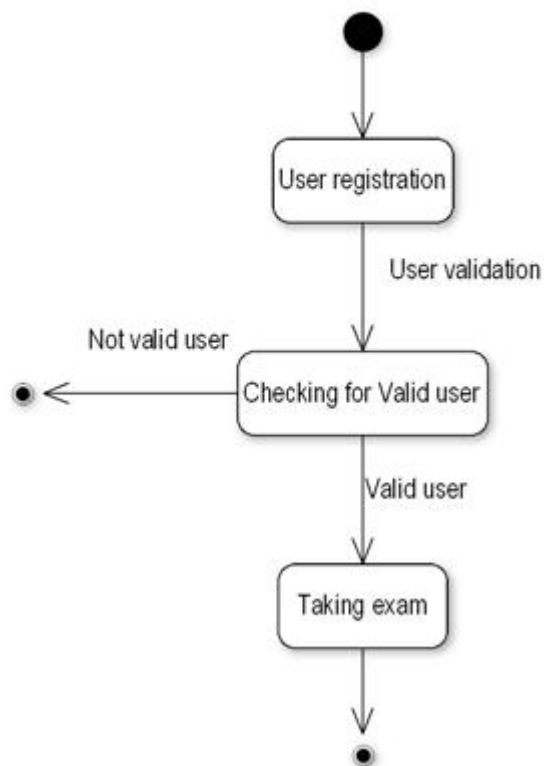 User registration
User validation
Not valid user
Checking for Valid user
Valid user
Taking exam